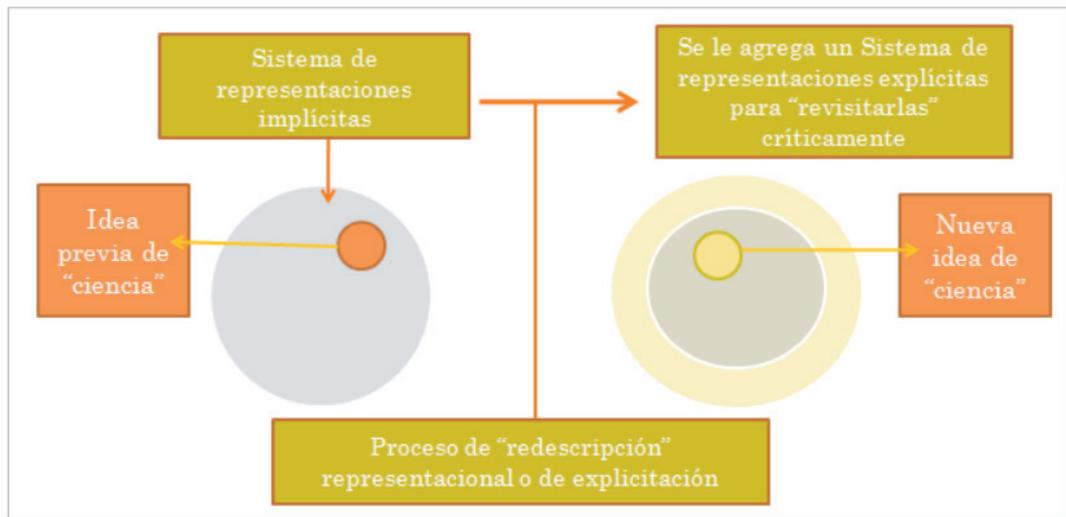 Sistema de
representaciones
implícitas
Se le agrega un Sistema de
representaciones explícitas
para “revisitarlas”
críticamente
Idea
previa de
“ciencia”
Nueva
idea de
“ciencia”
Proceso de “redescripción”
representacional o de explicitación